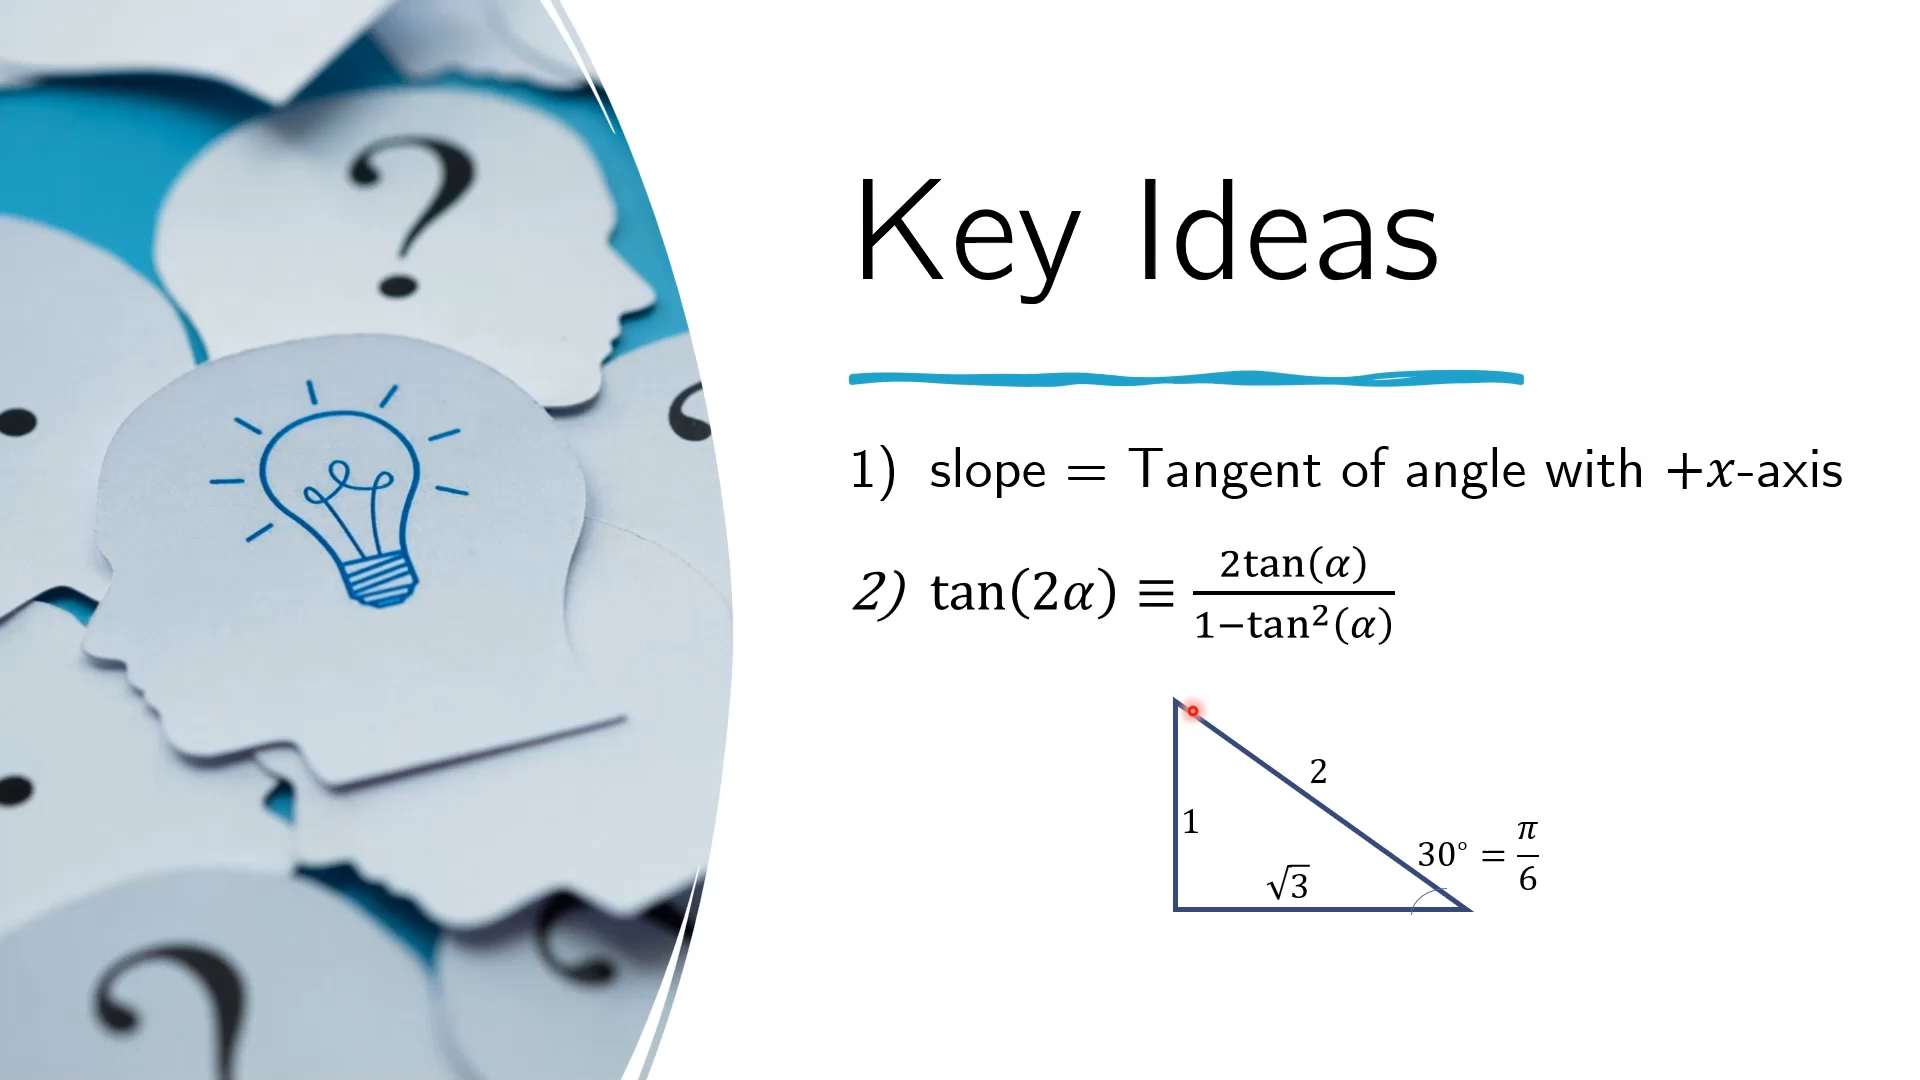 Key Ideas
1) slope = Tangent of angle with +x-axis
2) tan(2α) ≡ 2tan(α) / 1−tan²(α)
2
1
30° = π/6
√3
?
?